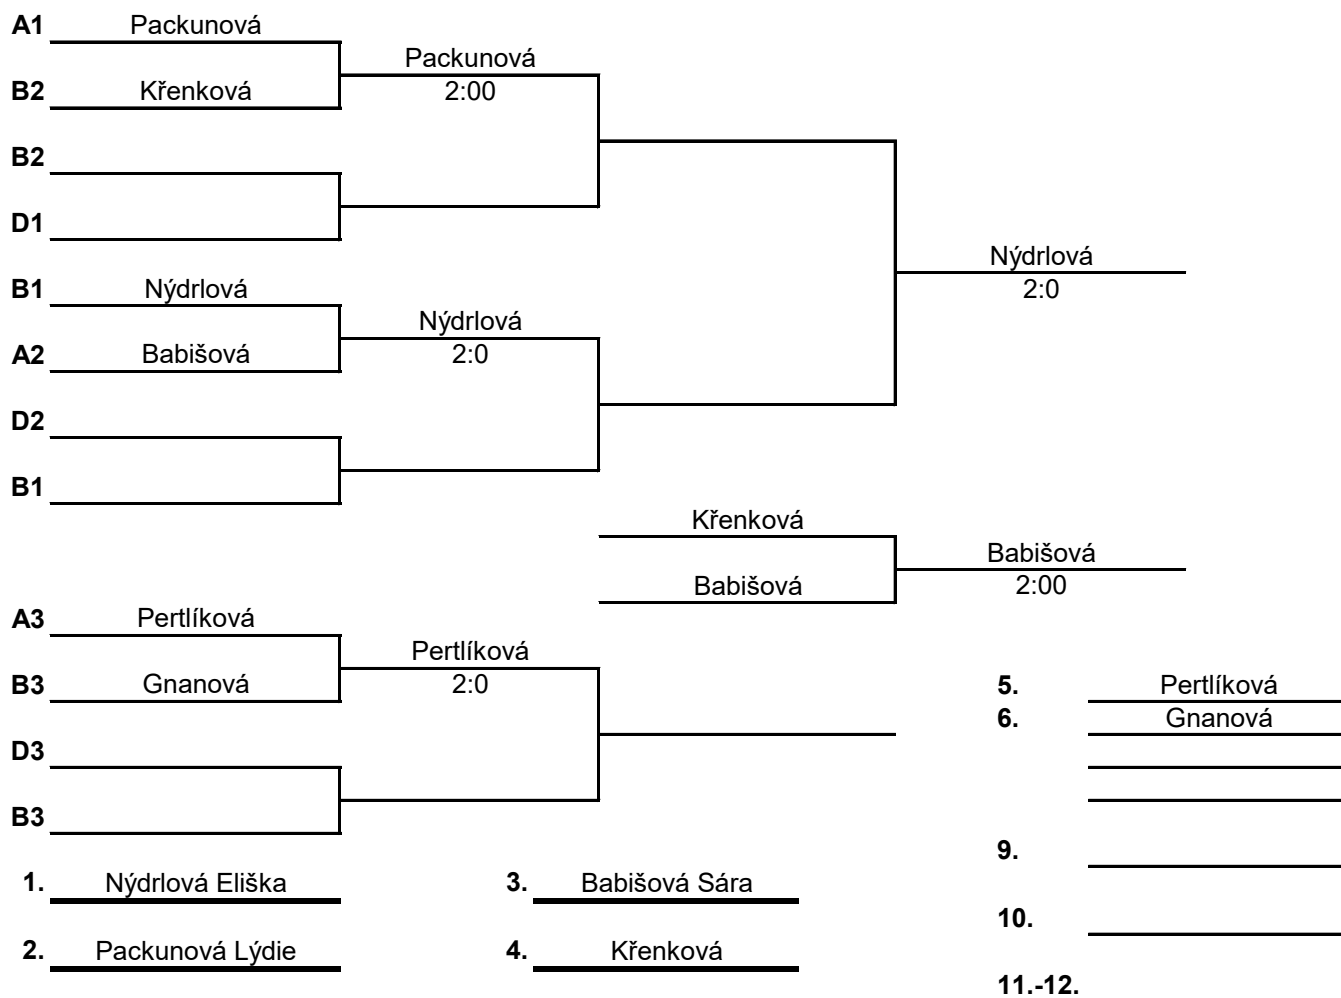 A1 Packunová
Packunová
B2 Křenková 2:00
B2
D1
Nýdrlová
B1 Nýdrlová 2:0
Nýdrlová
A2 Babišová 2:0
D2
B1
Křenková
Babišová
Babišová 2:00
A3 Pertlíková
Pertlíková
B3 Gnanová 2:0 5. Pertlíková
6. Gnanová
D3
B3
9.
1. Nýdrlová Eliška 3. Babišová Sára
10.
2. Packunová Lýdie 4. Křenková
11.-12.